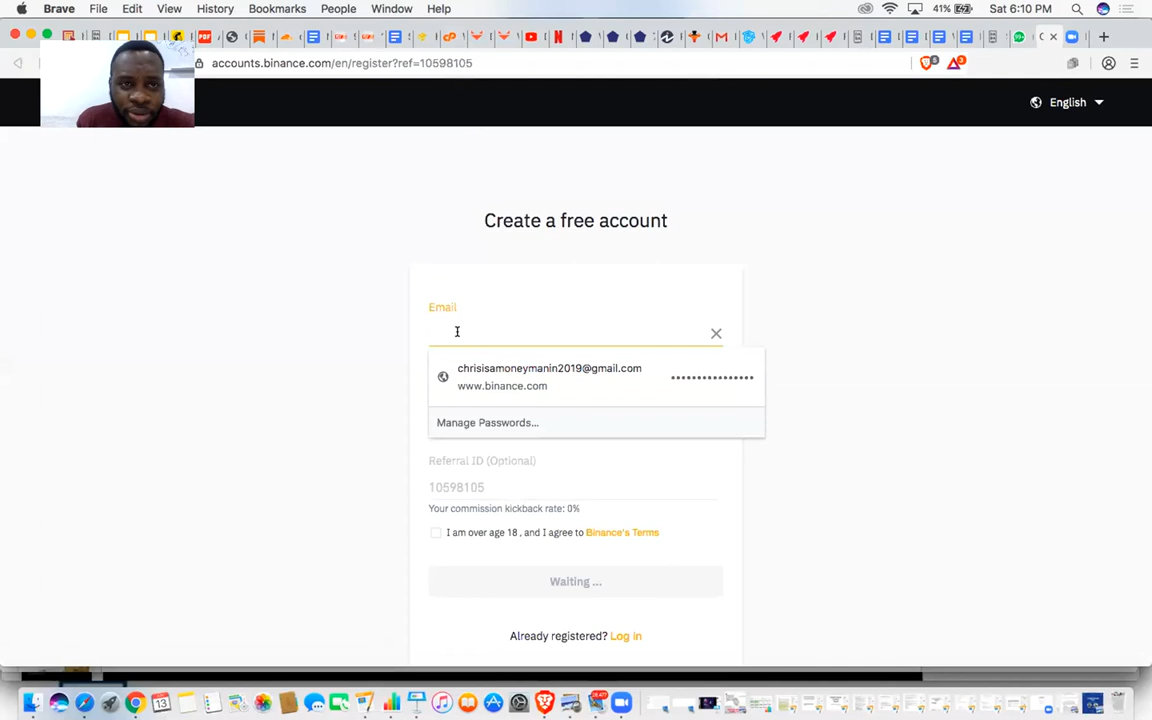 Brave File Edit View History Bookmarks People Window Help 41% Sat 6:10 PM
accounts.binance.com/en/register?ref=10598105
English
Create a free account
Email
chrisisamoneymanin2019@gmail.com
www.binance.com
Manage Passwords...
Referral ID (Optional)
10598105
Your commission kickback rate: 0%
I am over age 18 , and I agree to Binance's Terms
Waiting ...
Already registered? Log in